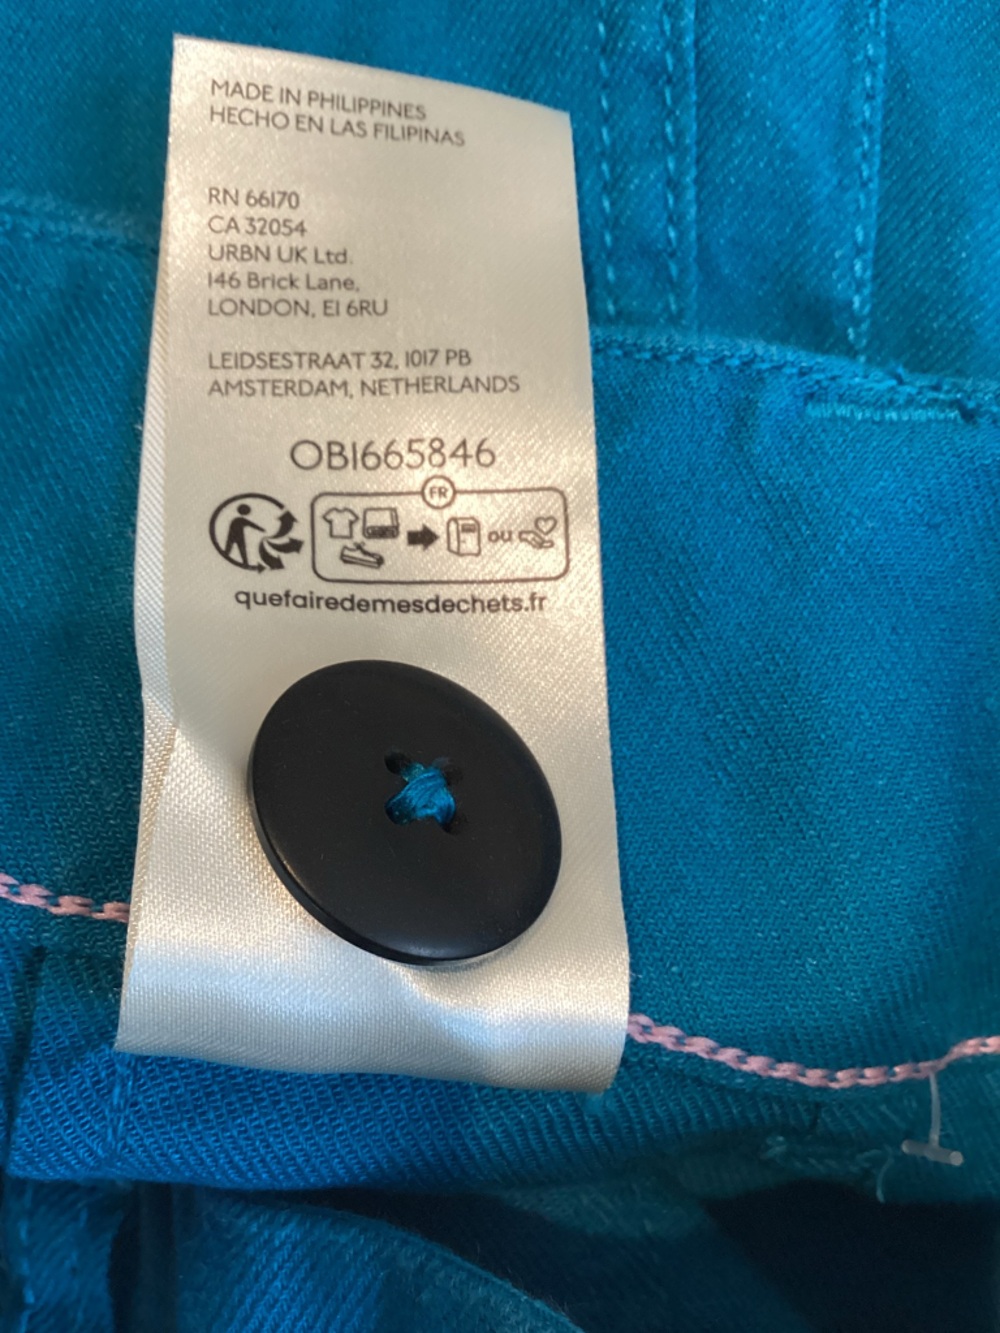 MADE IN PHILIPPINES
HECHO EN LAS FILIPINAS
RN 66170
CA 32054
URBN UK Ltd.
146 Brick Lane,
LONDON, E1 6RU
LEIDSESTRAAT 32, 1017 PB
AMSTERDAM, NETHERLANDS
OB1665846
FR
ou
quefairedemesdechets.fr